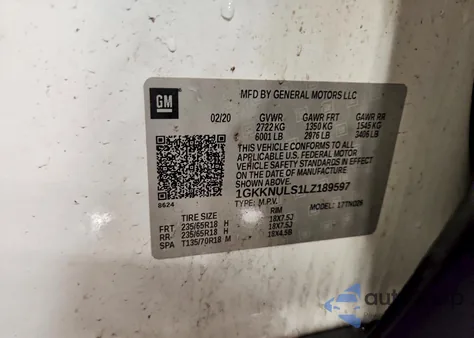 GM
MFD BY GENERAL MOTORS LLC
02/20 GVWR GAWR FRT GAWR RR
2722 KG 1350 KG 1545 KG
6001 LB 2976 LB 3406 LB
THIS VEHICLE CONFORMS TO ALL
APPLICABLE U.S. FEDERAL MOTOR
VEHICLE SAFETY AND THEFT
PREVENTION STANDARDS IN EFFECT
ON THE DATE OF MANUFACTURE
SHOWN ABOVE.
1GKKNULS1LZ189597
8624
TYPE: M.P.V. MODEL:
TIRE SIZE RIM
FRT 235/65R18 H 18X7.5J
RR 235/65R18 H 18X7.5J
SPA T135/70R18 M 18X4.5B